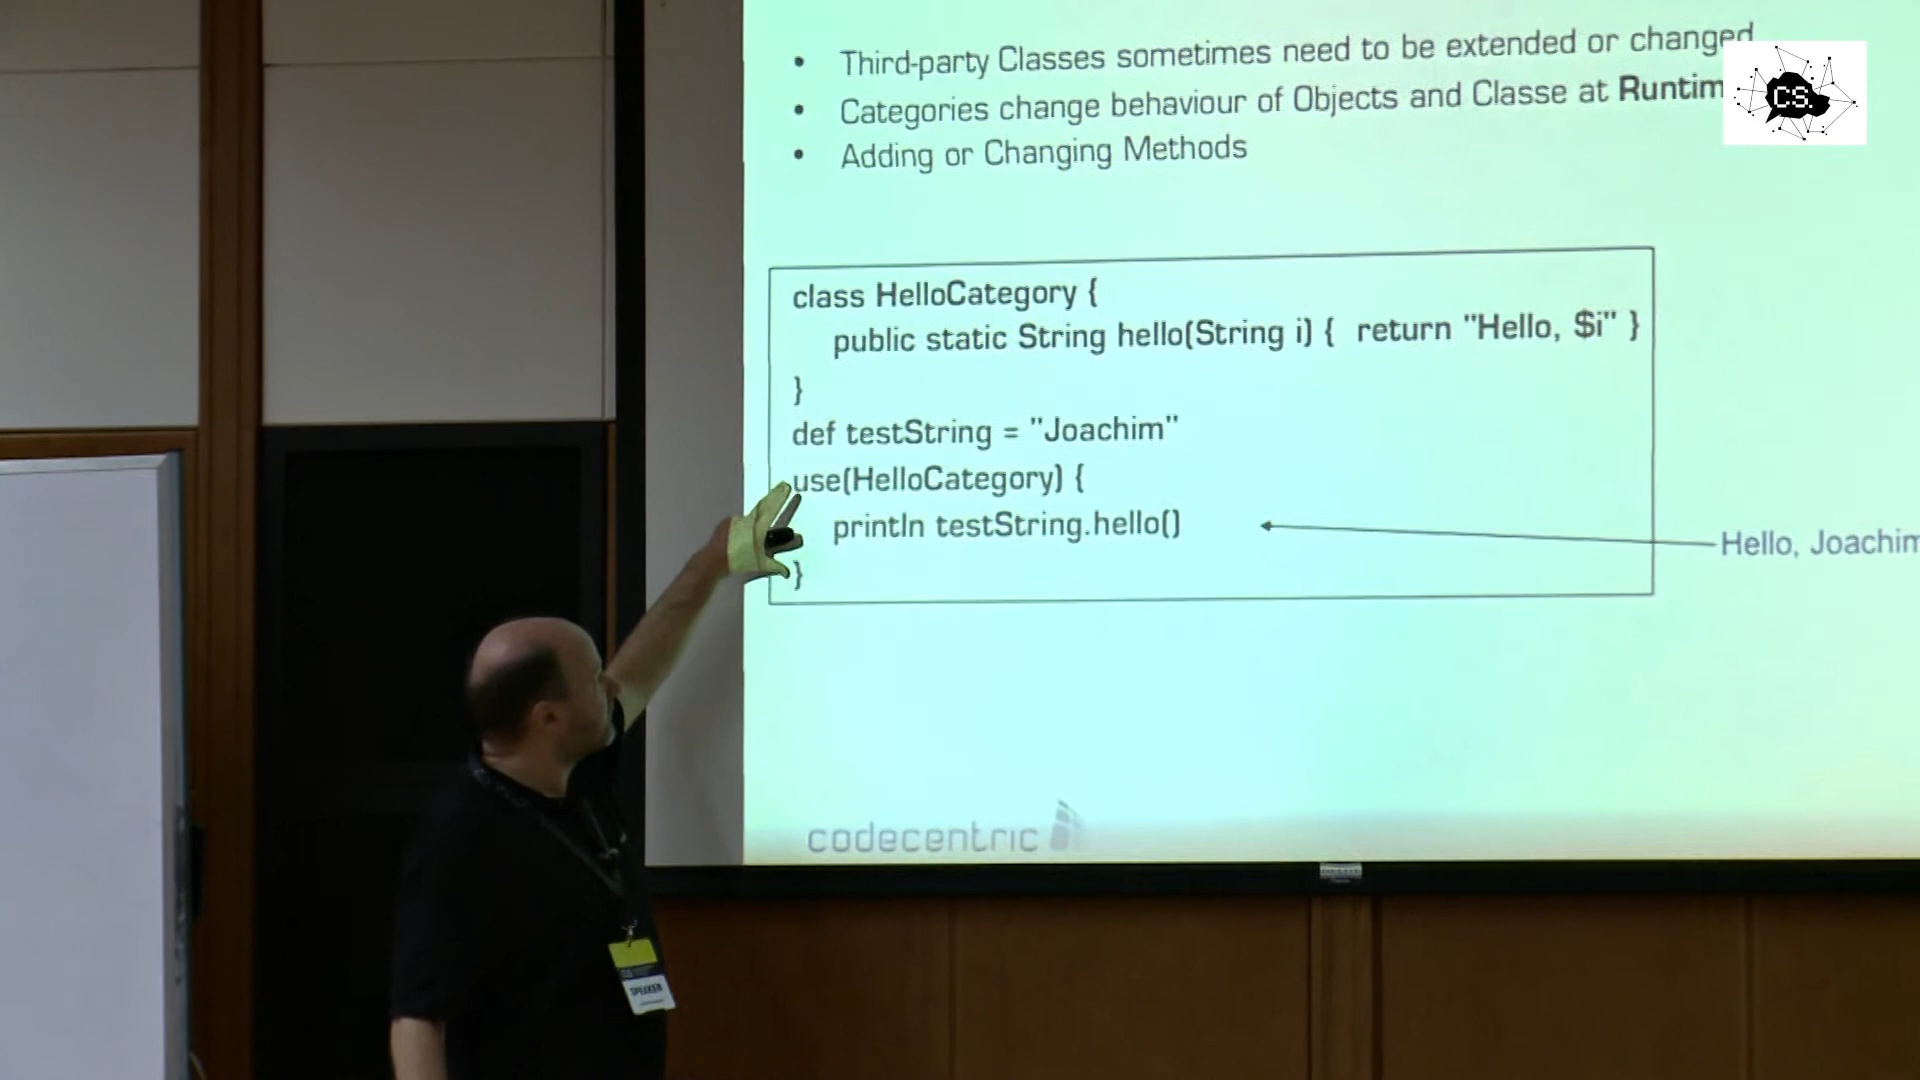 Third-party Classes sometimes need to be extended or changed
Categories change behaviour of Objects and Classe at Runtim
Adding or Changing Methods
CS.
class HelloCategory {
public static String hello(String i) { return "Hello, $i" }
}
def testString = "Joachim"
use(HelloCategory) {
println testString.hello()
}
Hello, Joachim
codecentric
SPEAKER